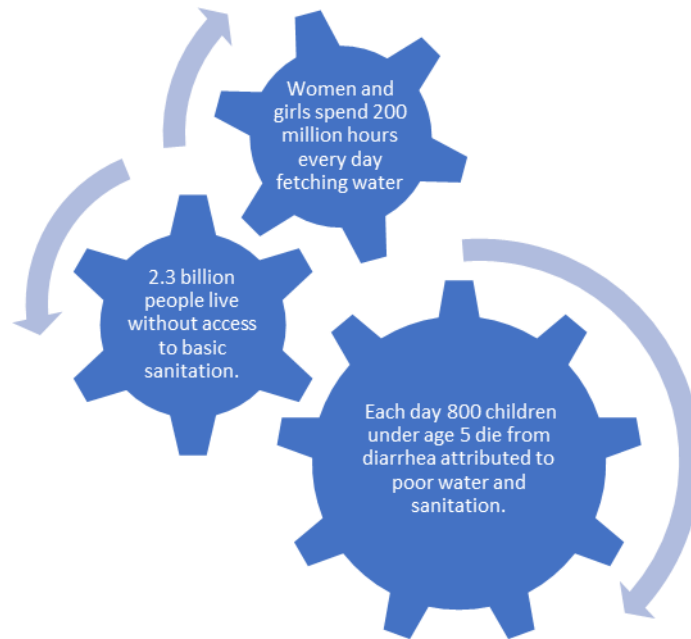 Women and
girls spend 200
million hours
every day
fetching water
2.3 billion
people live
without access
to basic
sanitation.
Each day 800 children
under age 5 die from
diarrhea attributed to
poor water and
sanitation.